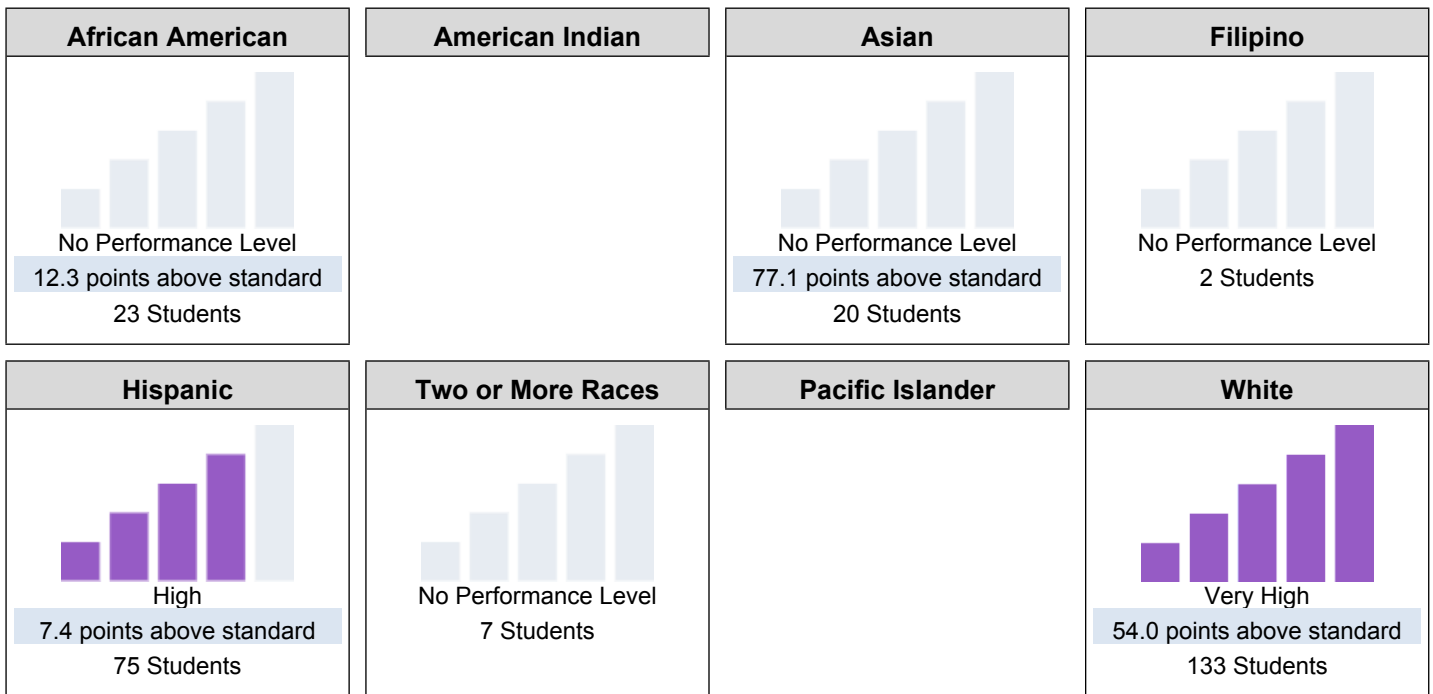 African American
No Performance Level
12.3 points above standard
23 Students
American Indian
Asian
No Performance Level
77.1 points above standard
20 Students
Filipino
No Performance Level
2 Students
Hispanic
High
7.4 points above standard
75 Students
Two or More Races
No Performance Level
7 Students
Pacific Islander
White
Very High
54.0 points above standard
133 Students